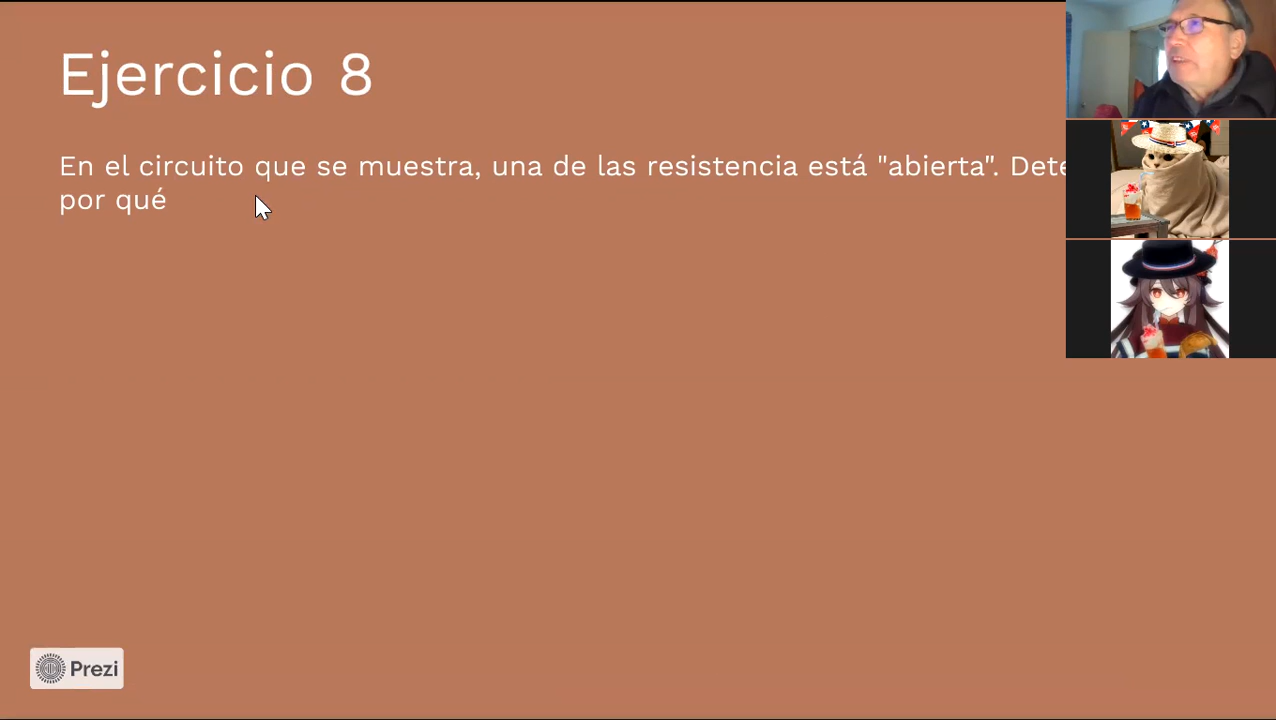 Ejercicio 8
En el circuito que se muestra, una de las resistencia está "abierta". Dete
por qué
Prezi